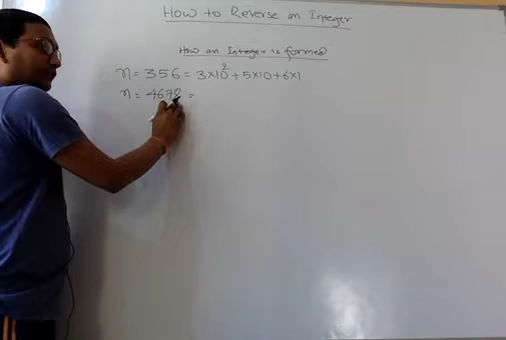 How to Reverse an Integer
How an Integer is formed
n = 356 = 3×10² + 5×10 + 6×1
n = 4678 =